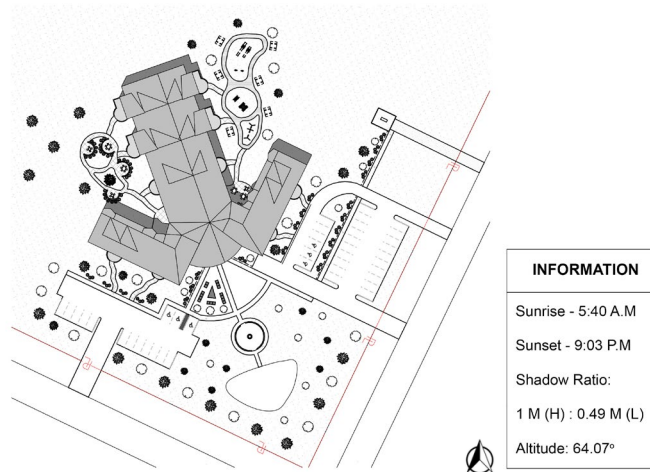 INFORMATION
Sunrise - 5:40 A.M
Sunset - 9:03 P.M
Shadow Ratio:
1 M (H) : 0.49 M (L)
Altitude: 64.07º